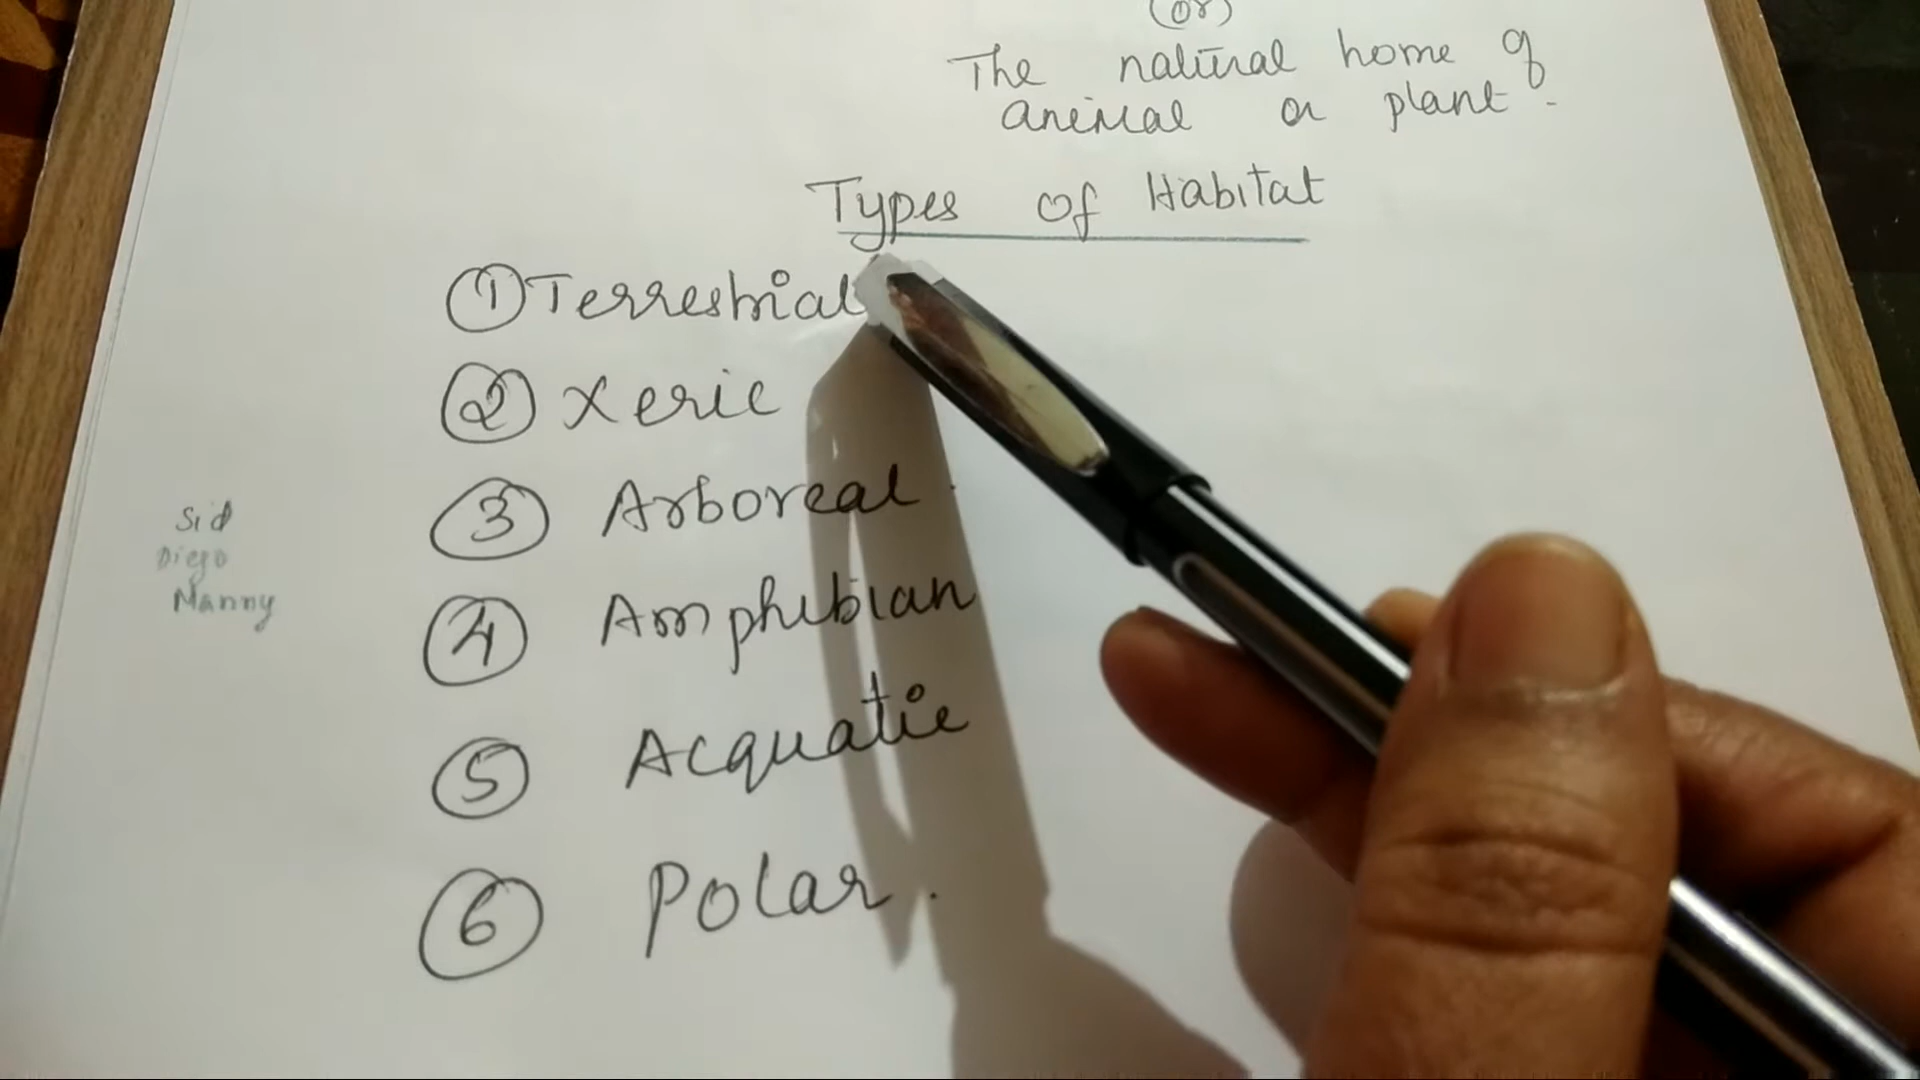 (or)
The natural home of
animal or plant.
Types of Habitat
① Terrestrial
② Xeric
③ Arboreal.
④ Amphibian
⑤ Acquatic
⑥ Polar.
Sid
Diego
Manny